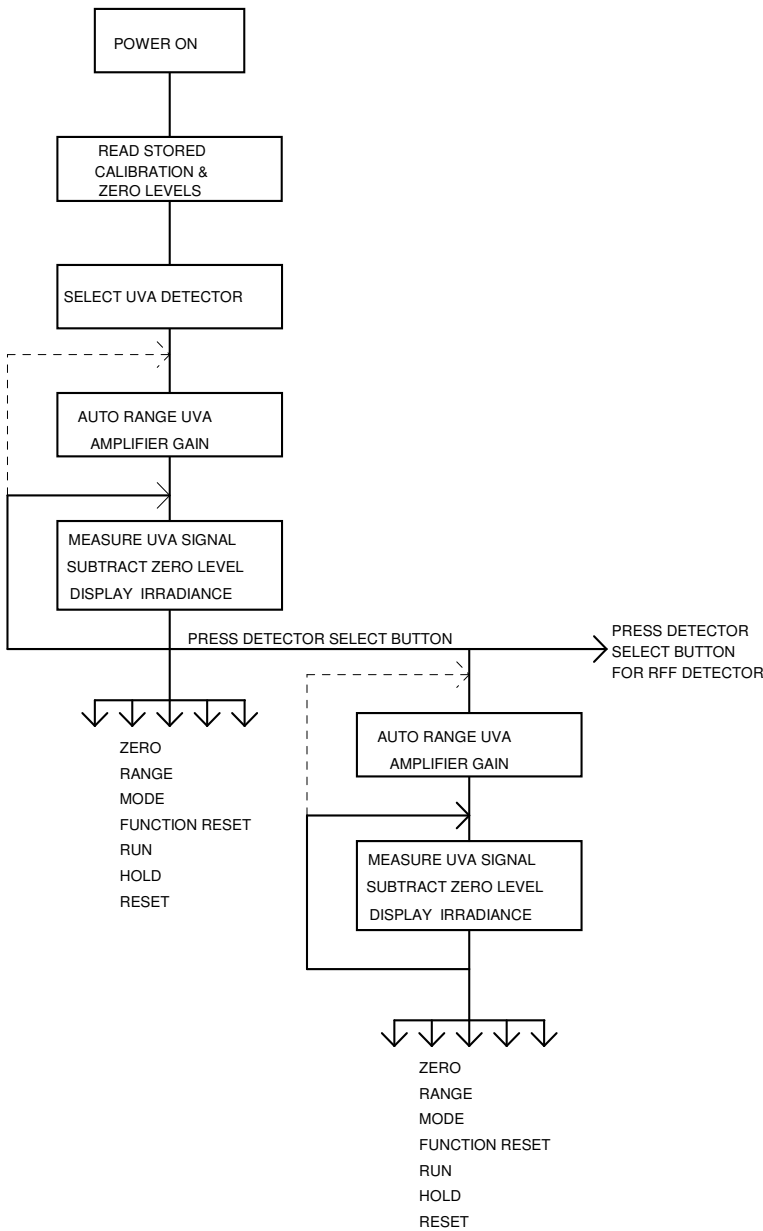 POWER ON
READ STORED
CALIBRATION &
ZERO LEVELS
SELECT UVA DETECTOR
AUTO RANGE UVA
AMPLIFIER GAIN
MEASURE UVA SIGNAL
SUBTRACT ZERO LEVEL
DISPLAY IRRADIANCE
PRESS DETECTOR SELECT BUTTON
PRESS DETECTOR
SELECT BUTTON
FOR RFF DETECTOR
ZERO
RANGE
MODE
FUNCTION RESET
RUN
HOLD
RESET
AUTO RANGE UVA
AMPLIFIER GAIN
MEASURE UVA SIGNAL
SUBTRACT ZERO LEVEL
DISPLAY IRRADIANCE
ZERO
RANGE
MODE
FUNCTION RESET
RUN
HOLD
RESET